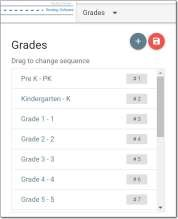 Grades
Grades
Drag to change sequence
Pre K - PK # 1
Kindergarten - K # 2
Grade 1 - 1 # 3
Grade 2 - 2 # 4
Grade 3 - 3 # 5
Grade 4 - 4 # 6
Grade 5 - 5 # 7